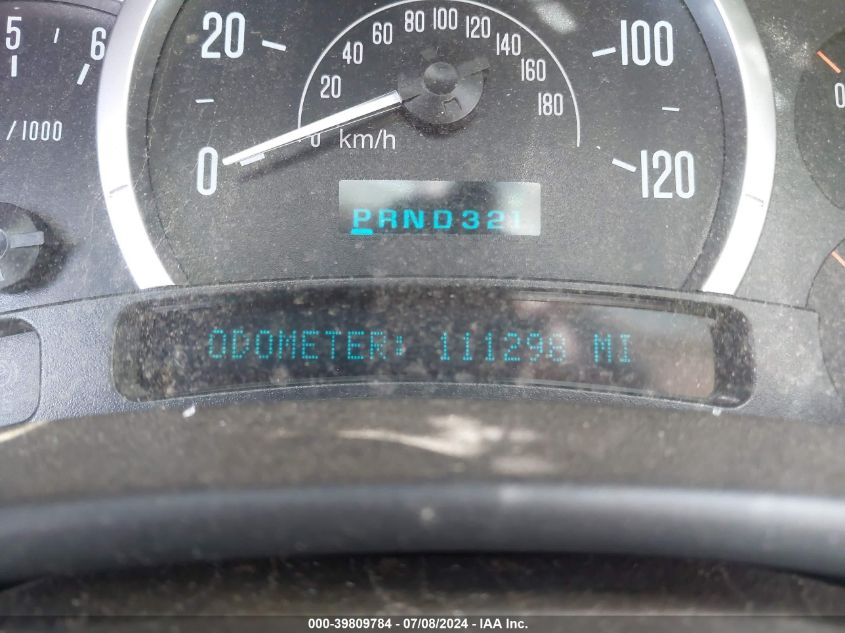 5 6
/1000
0 20 100 120
0 20 40 60 80 100 120 140 160 180
km/h
PRND321
ODOMETER: 111298 MI
000-39809784 - 07/08/2024 - IAA Inc.